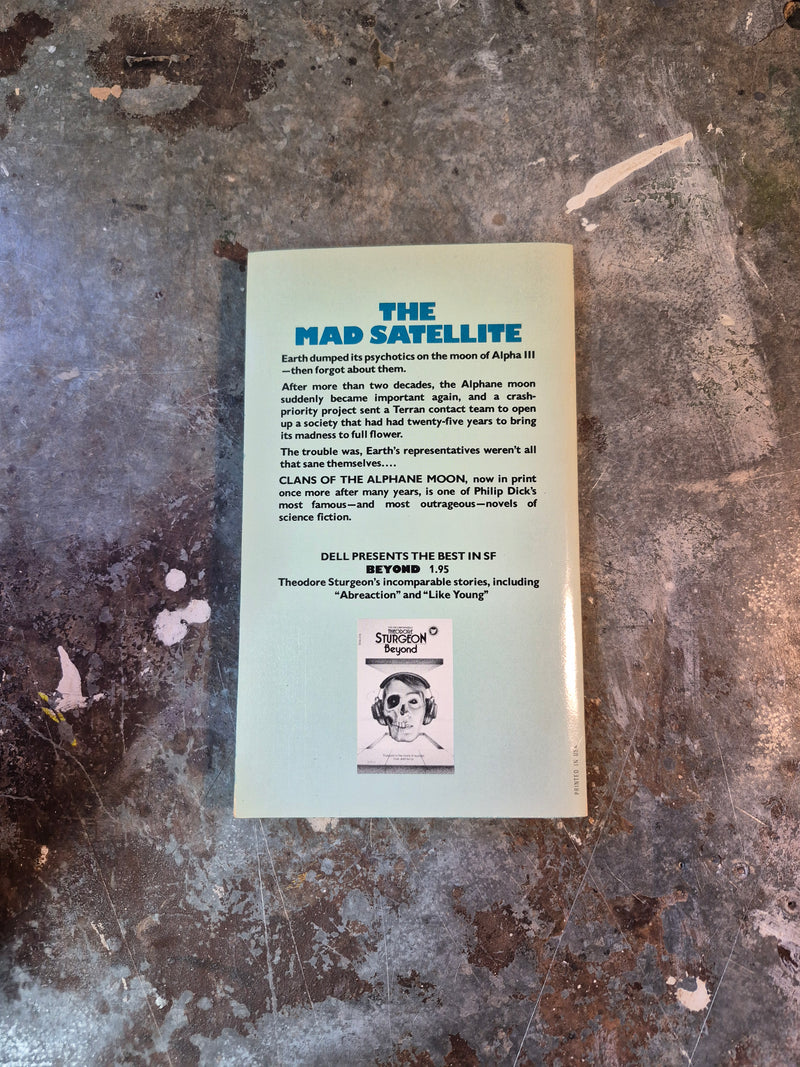 THE
MAD SATELLITE
Earth dumped its psychotics on the moon of Alpha III
—then forgot about them.
After more than two decades, the Alphane moon
suddenly became important again, and a crash-
priority project sent a Terran contact team to open
up a society that had had twenty-five years to bring
its madness to full flower.
The trouble was, Earth's representatives weren't all
that sane themselves....
CLANS OF THE ALPHANE MOON, now in print
once more after many years, is one of Philip Dick's
most famous—and most outrageous—novels of
science fiction.
DELL PRESENTS THE BEST IN SF
BEYOND 1.95
Theodore Sturgeon's incomparable stories, including
"Abreaction" and "Like Young"
THEODORE
STURGEON
Beyond
PRINTED IN USA